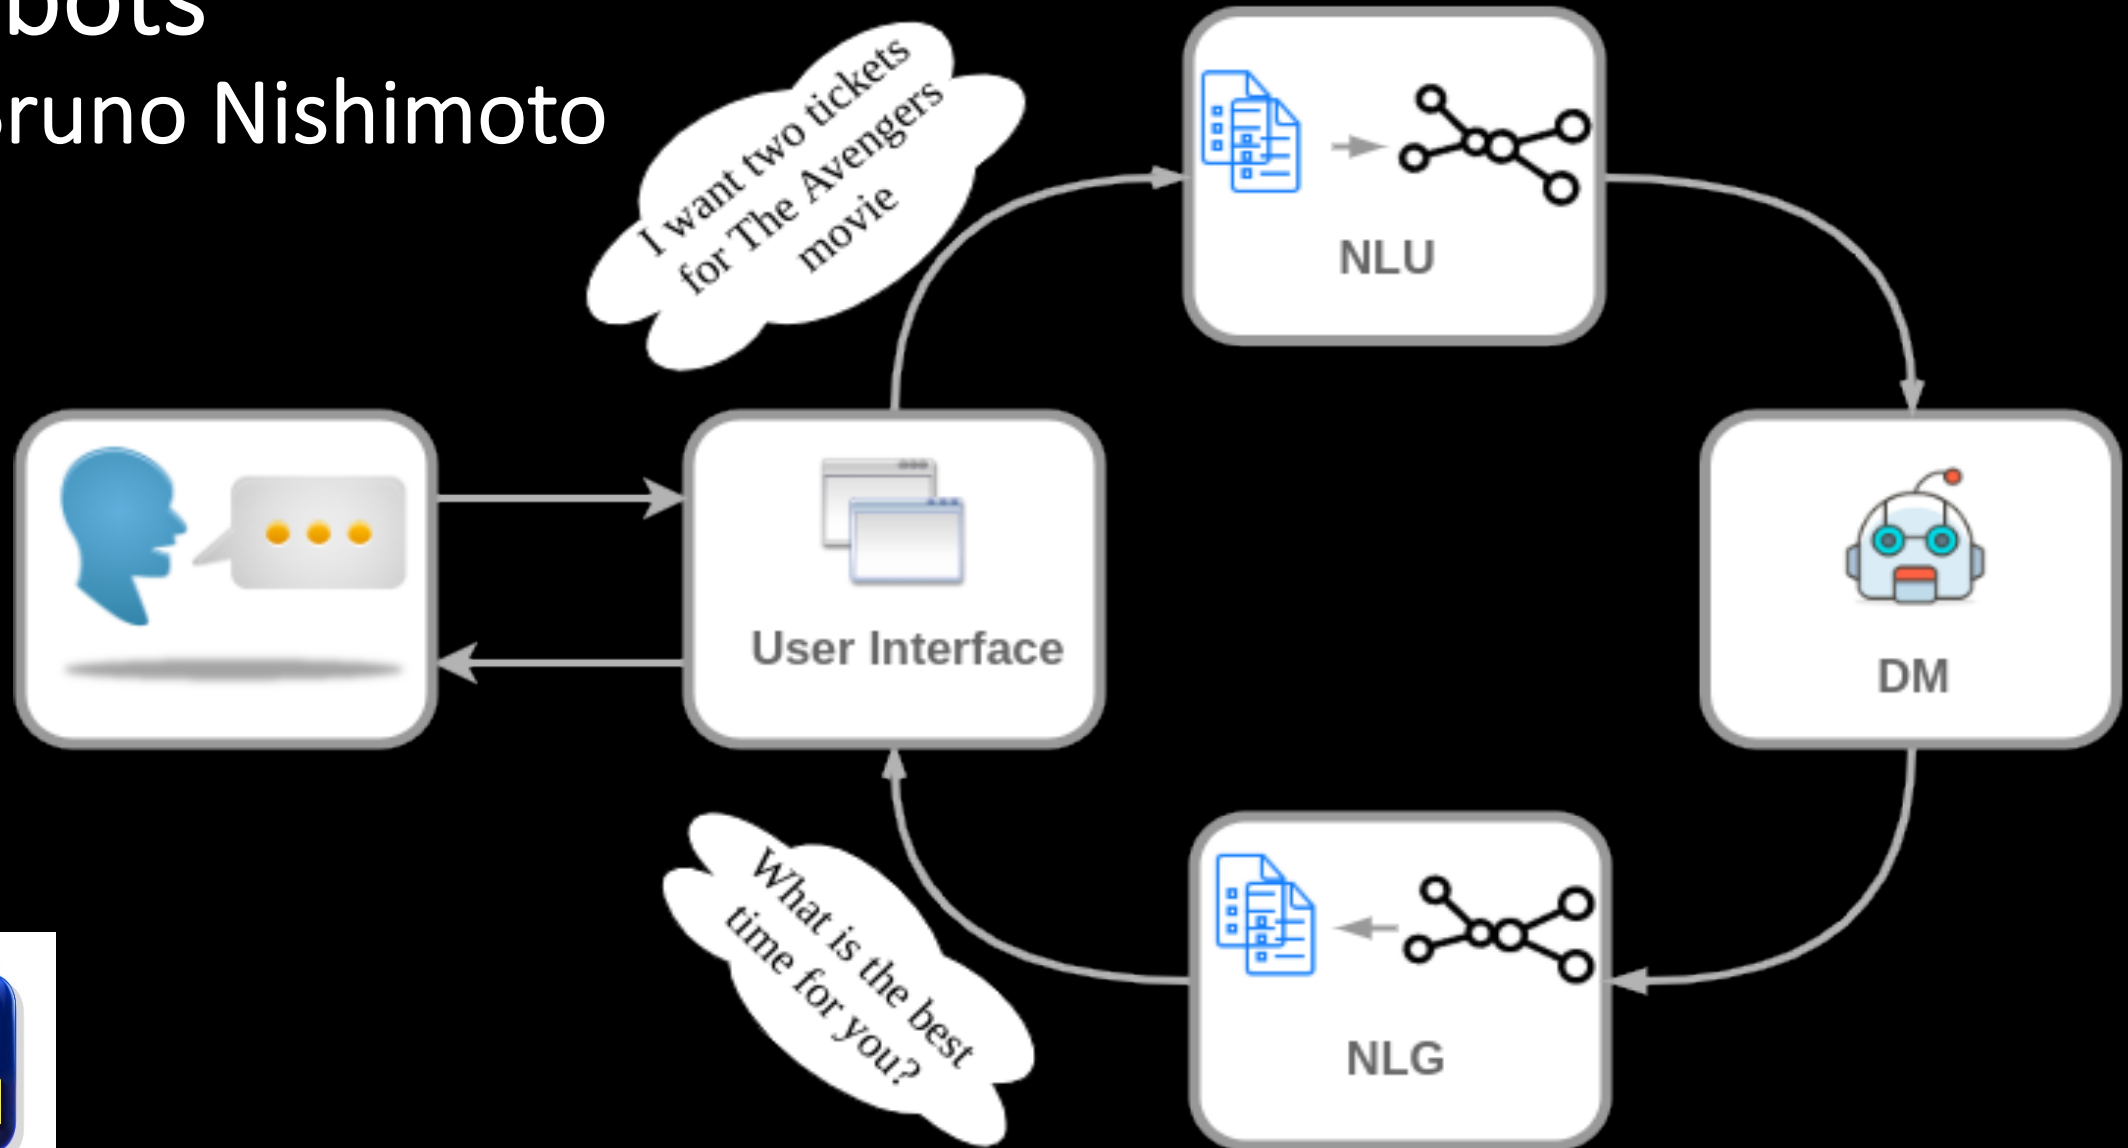 bots
Bruno Nishimoto
I want two tickets
for The Avengers
movie
NLU
User Interface
DM
What is the best
time for you?
NLG